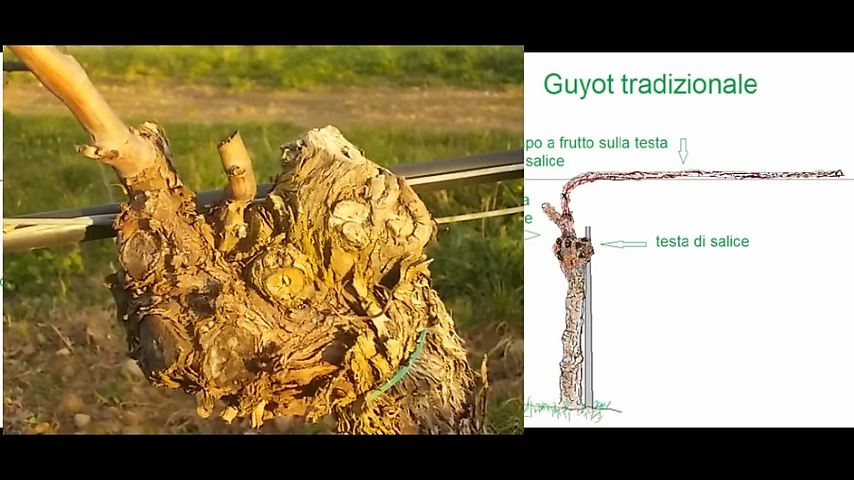 Guyot tradizionale
po a frutto sulla testa
salice
testa di salice